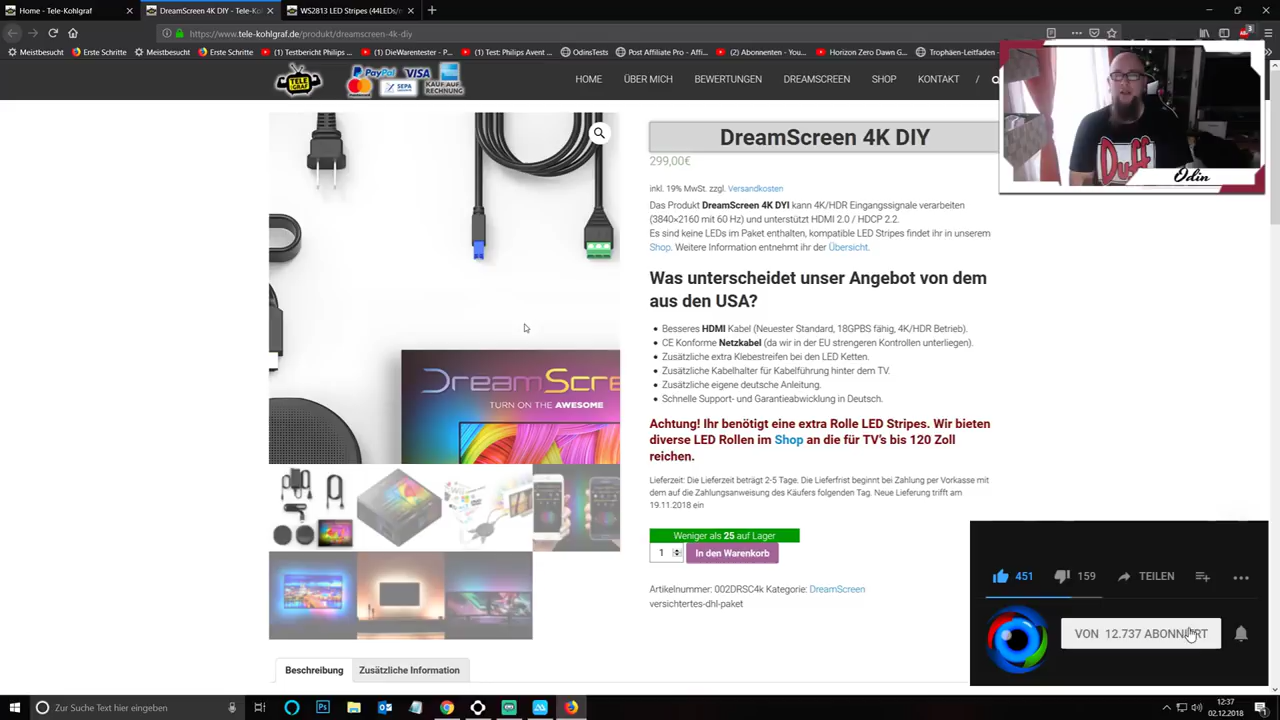 Home - Tele-Kohlgraf
DreamScreen 4K DIY - Tele-Kohl
WS2813 LED Stripes (44LEDs/m
https://www.tele-kohlgraf.de/produkt/dreamscreen-4k-diy
Meistbesucht
Erste Schritte
Meistbesucht
Erste Schritte
(1) Testbericht Philips ...
(1) (DieWarentester - P...
(1) Test Philips Ament ...
OdinsTests
Post Affiliate Pro - Affi...
(2) Abonnenten - You...
Horizon Zero Dawn G...
Trophäen-Leitfaden
PayPal
VISA
SEPA
KAUF AUF RECHNUNG
HOME
ÜBER MICH
BEWERTUNGEN
DREAMSCREEN
SHOP
KONTAKT
/
Duff
Odin
DreamScreen 4K DIY
299,00€
inkl. 19% MwSt. zzgl. Versandkosten
Das Produkt DreamScreen 4K DYI kann 4K/HDR Eingangssignale verarbeiten
(3840×2160 mit 60 Hz) und unterstützt HDMI 2.0 / HDCP 2.2.
Es sind keine LEDs im Paket enthalten, kompatible LED Stripes findet ihr in unserem
Shop. Weitere Information entnehmt ihr der Übersicht.
Was unterscheidet unser Angebot von dem
aus den USA?
Besseres HDMI Kabel (Neuester Standard, 18GPBS fähig, 4K/HDR Betrieb).
CE Konforme Netzkabel (da wir in der EU strengeren Kontrollen unterliegen).
Zusätzliche extra Klebestreifen bei den LED Ketten.
Zusätzliche Kabelhalter für Kabelführung hinter dem TV.
Zusätzliche eigene deutsche Anleitung.
Schnelle Support- und Garantieabwicklung in Deutsch.
DREAMSCRE
TURN ON THE AWESOME
Achtung! Ihr benötigt eine extra Rolle LED Stripes. Wir bieten
diverse LED Rollen im Shop an die für TV's bis 120 Zoll
reichen.
Lieferzeit: Die Lieferzeit beträgt 2-5 Tage. Die Lieferfrist beginnt bei Zahlung per Vorkasse mit
dem auf die Zahlungsanweisung des Käufers folgenden Tag. Neue Lieferung trifft am
19.11.2018 ein
Weniger als 25 auf Lager
1
In den Warenkorb
Artikelnummer: 002DRSC4k Kategorie: DreamScreen
versichertes-dhl-paket
451
159
TEILEN
VON 12.737 ABONNIERT
Beschreibung
Zusätzliche Information
Zur Suche Text hier eingeben
12:37
02.12.2018